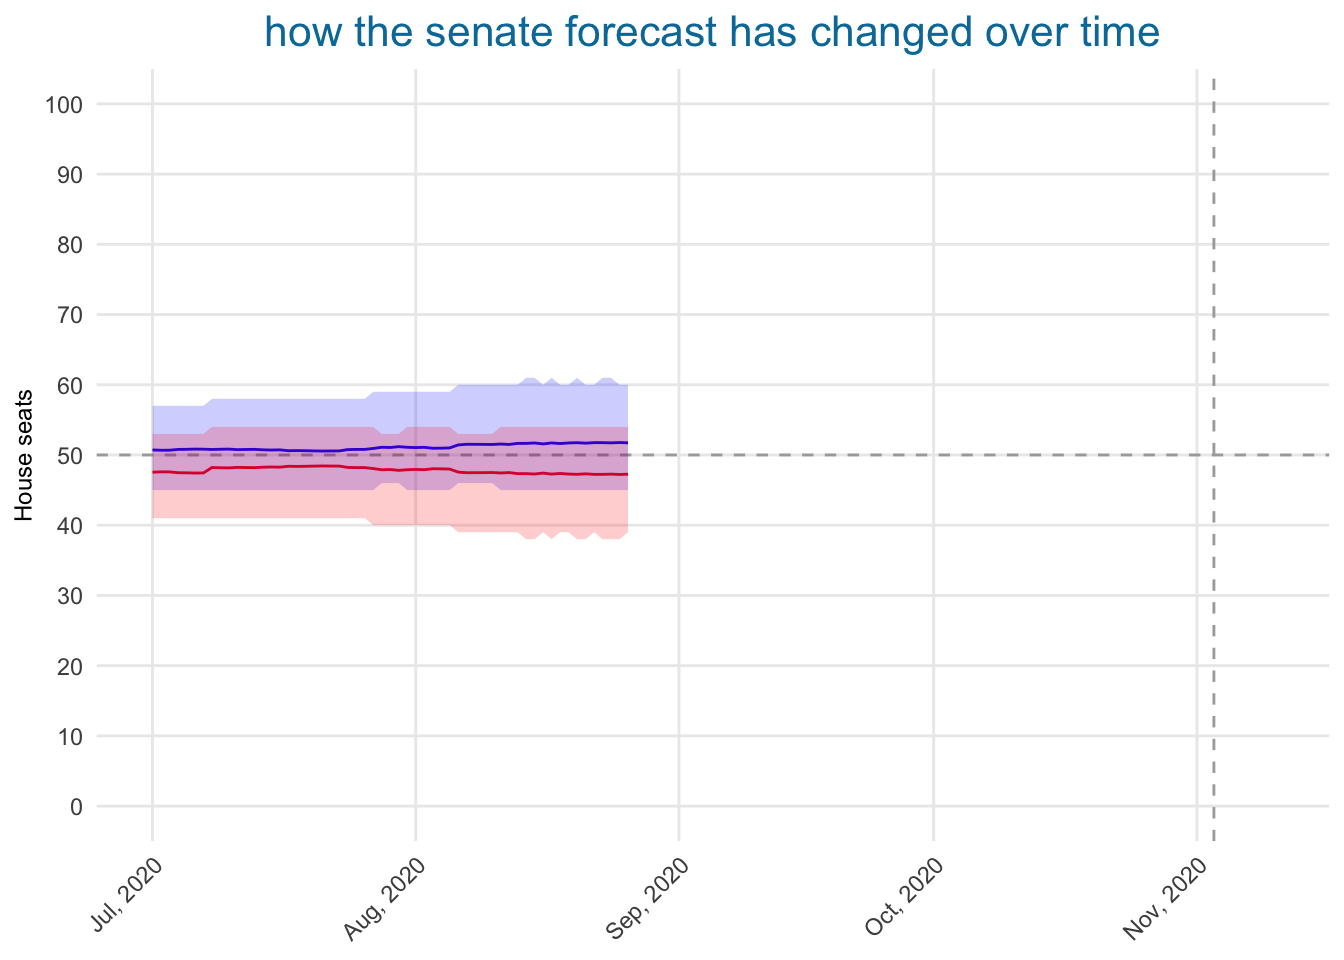 how the senate forecast has changed over time
House seats
100
90
80
70
60
50
40
30
20
10
0
Jul, 2020
Aug, 2020
Sep, 2020
Oct, 2020
Nov, 2020